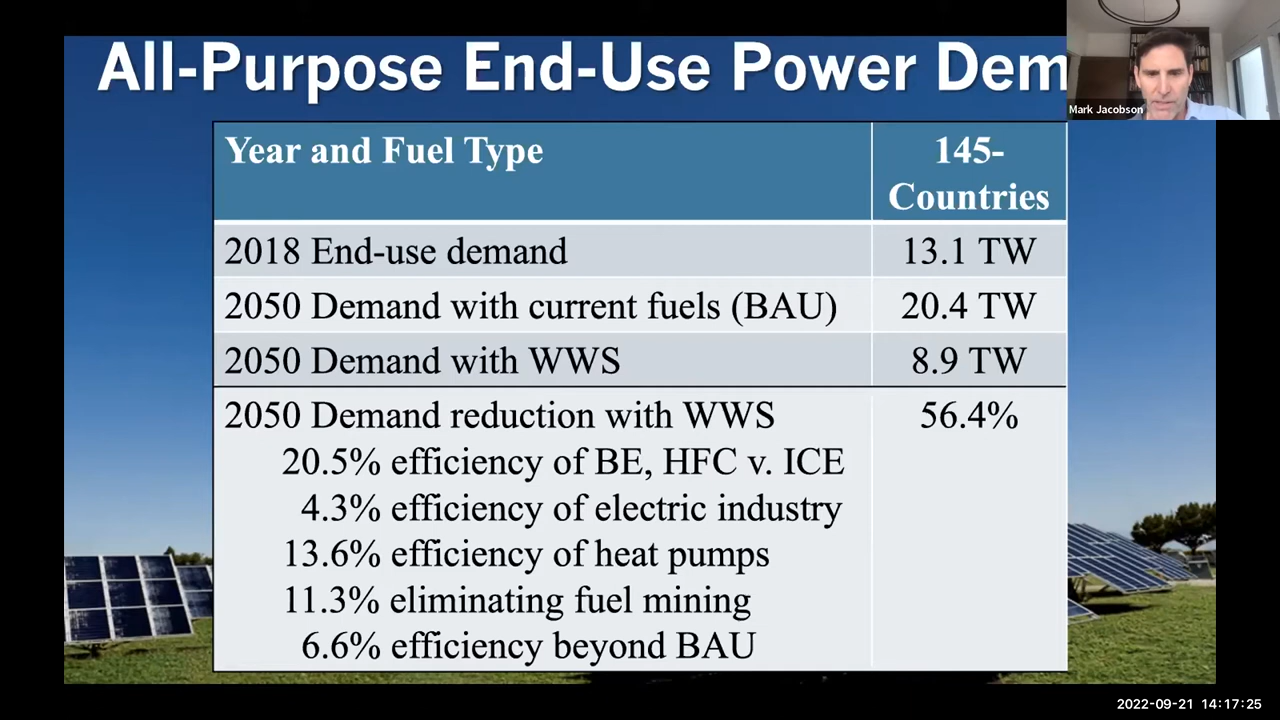 All-Purpose End-Use Power Dem
Mark Jacobson
Year and Fuel Type
145-
Countries
2018 End-use demand
13.1 TW
2050 Demand with current fuels (BAU)
20.4 TW
2050 Demand with WWS
8.9 TW
2050 Demand reduction with WWS
56.4%
20.5% efficiency of BE, HFC v. ICE
4.3% efficiency of electric industry
13.6% efficiency of heat pumps
11.3% eliminating fuel mining
6.6% efficiency beyond BAU
2022-09-21 14:17:25